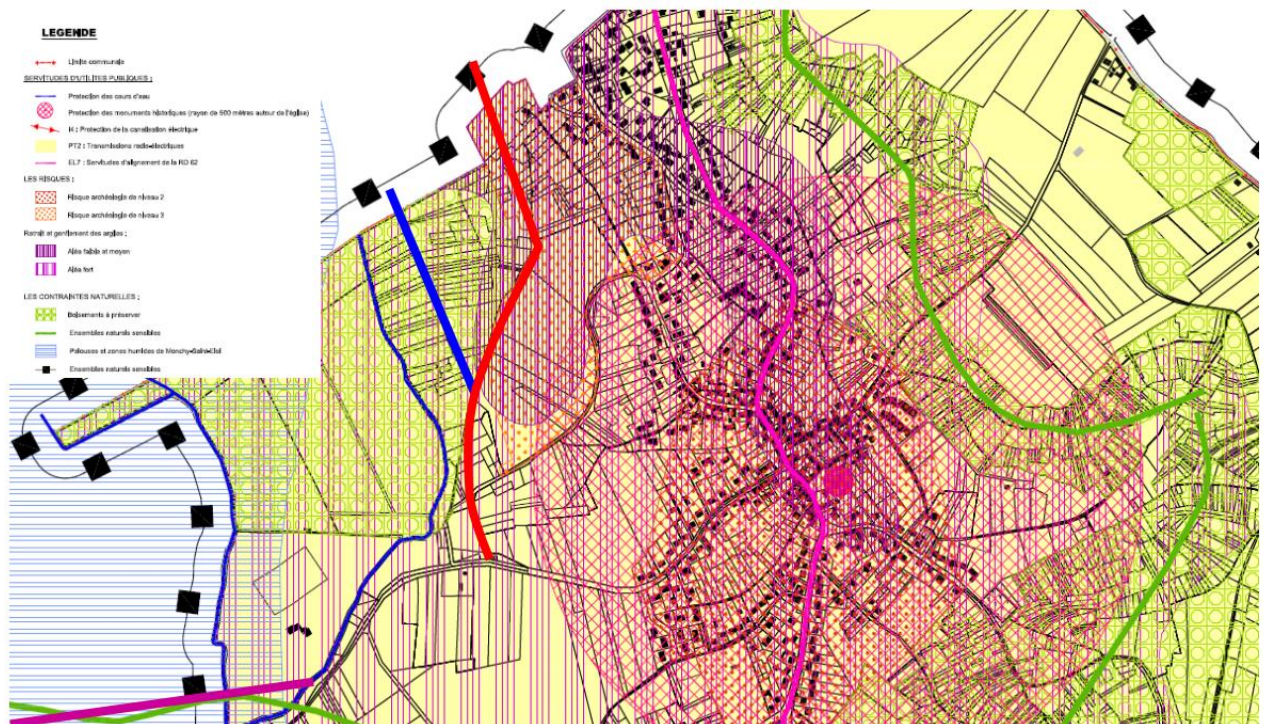 LEGENDE
Limite communale
SERVITUDES D'UTILITES PUBLIQUES :
Protection des cours d'eau
Protection des monuments historiques (rayon de 500 mètres autour de l'église)
I4 : Protection de la canalisation électrique
PT2 : Transmissions radio-électriques
EL7 : Servitudes d'alignement de la RD 62
LES RISQUES :
Risque archéologie de niveau 2
Risque archéologie de niveau 3
Retrait et gonflement des argiles :
Aléa faible et moyen
Aléa fort
LES CONTRAINTES NATURELLES :
Boisements à préserver
Ensembles naturels sensibles
Pelouses et zones humides de Monchy-Saint-Eloi
Ensembles naturels sensibles